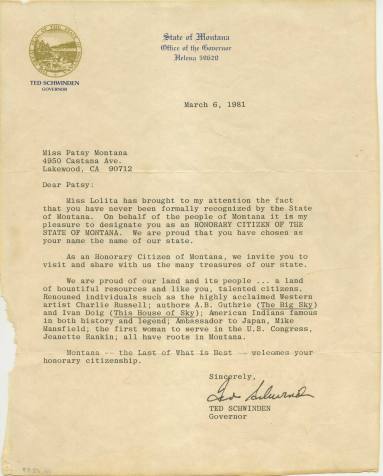 State of Montana
Office of the Governor
Helena 59620
TED SCHWINDEN
GOVERNOR
March 6, 1981
Miss Patsy Montana
4950 Castana Ave.
Lakewood, CA 90712
Dear Patsy:
Miss Lolita has brought to my attention the fact
that you have never been formally recognized by the State
of Montana. On behalf of the people of Montana it is my
pleasure to designate you as an HONORARY CITIZEN OF THE
STATE OF MONTANA. We are proud that you have chosen as
your name the name of our state.
As an Honorary Citizen of Montana, we invite you to
visit and share with us the many treasures of our state.
We are proud of our land and its people ... a land
of bountiful resources and like you, talented citizens.
Renouned individuals such as the highly acclaimed Western
artist Charlie Russell; authors A.B. Guthrie (The Big Sky)
and Ivan Doig (This House of Sky); American Indians famous
in both history and legend; Ambassador to Japan, Mike
Mansfield; the first woman to serve in the U.S. Congress,
Jeanette Rankin; all have roots in Montana.
Montana -- the Last of What is Best -- welcomes your
honorary citizenship.
Sincerely,
Ted Schwinden
TED SCHWINDEN
Governor